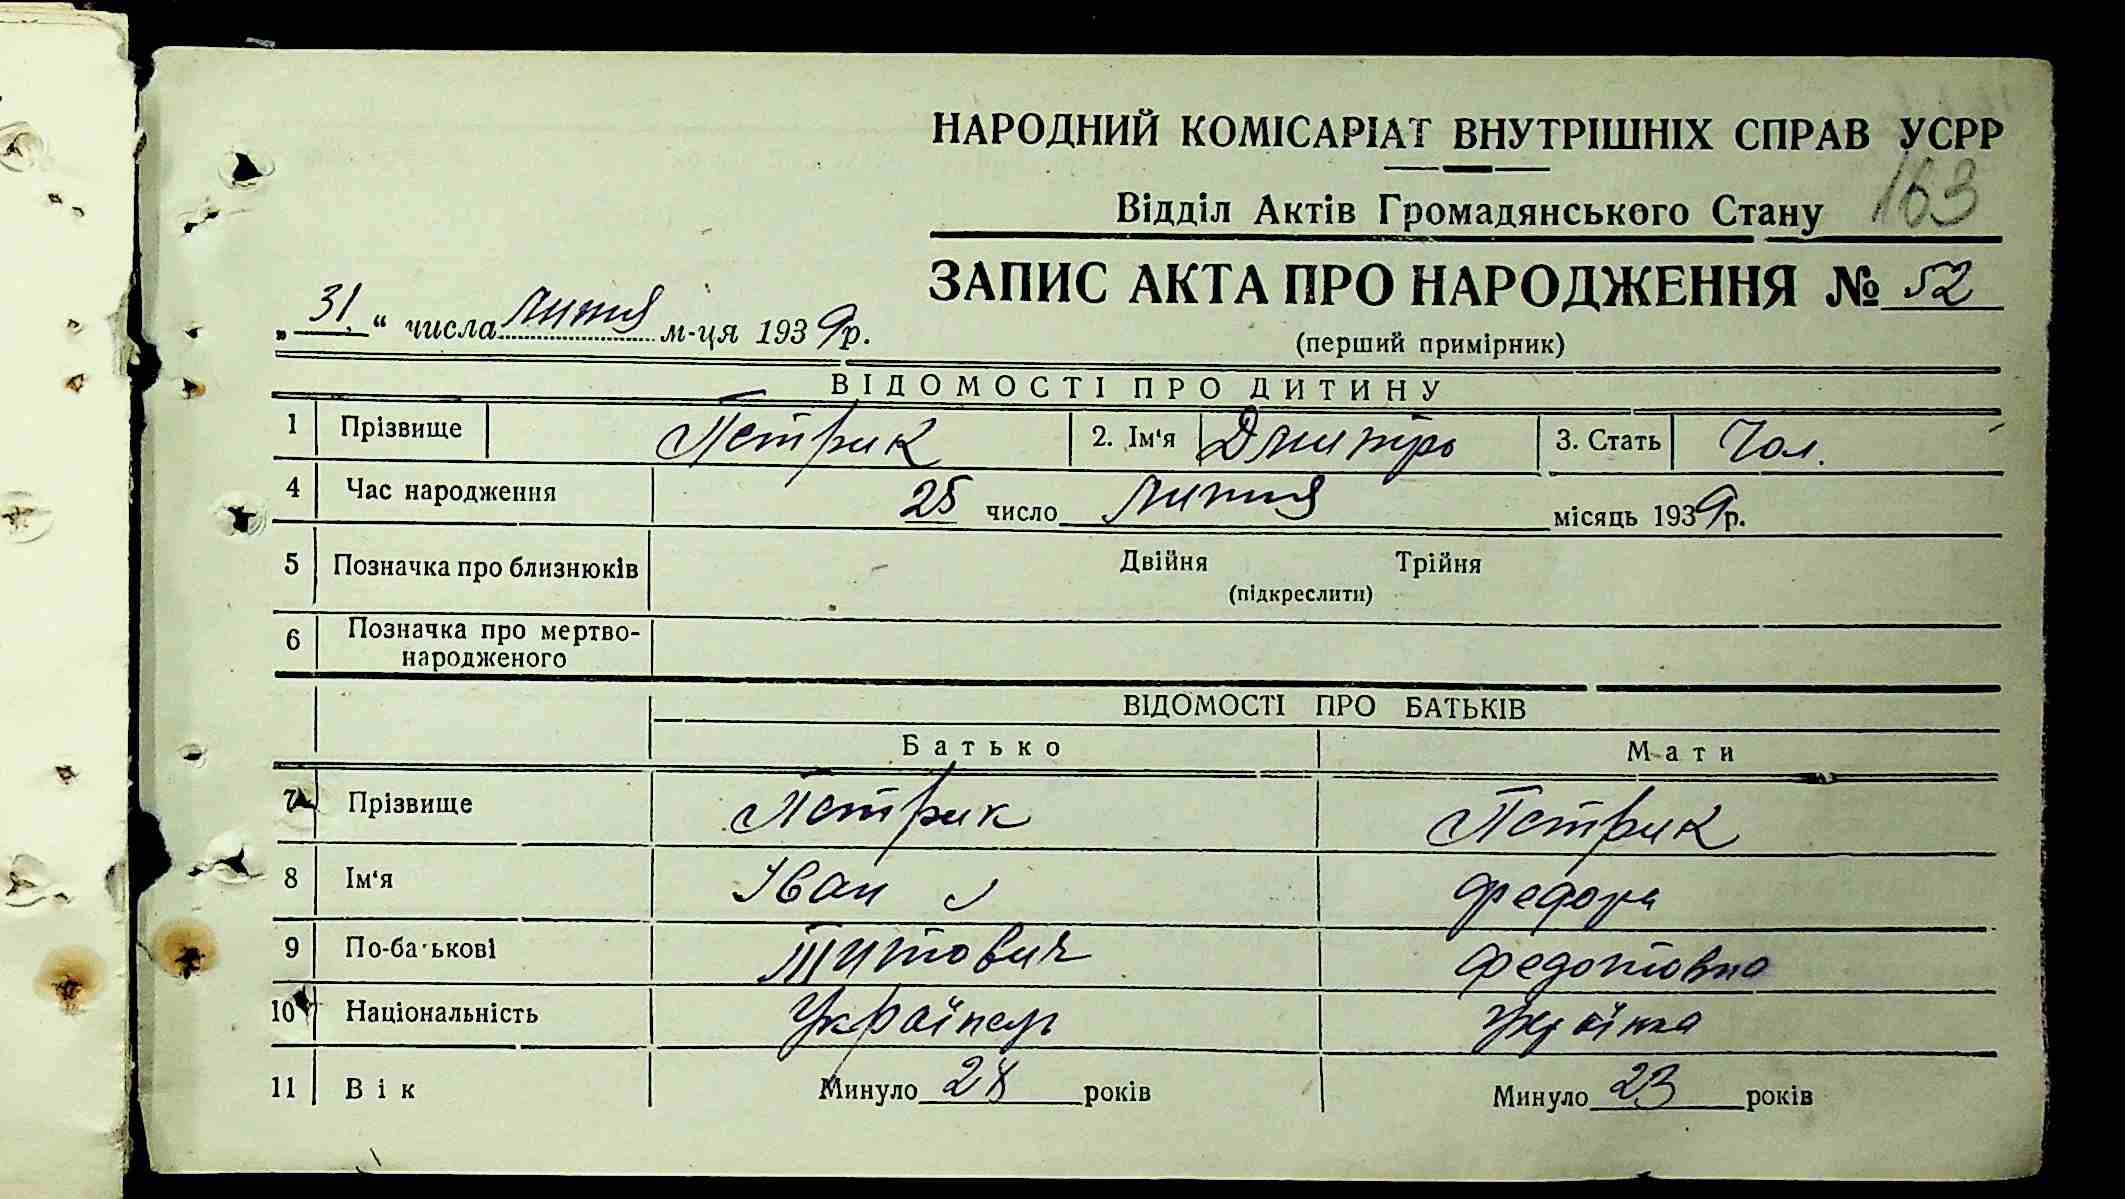 НАРОДНИЙ КОМІСАРІАТ ВНУТРІШНІХ СПРАВ УСРР
163
Відділ Актів Громадянського Стану
ЗАПИС АКТА ПРО НАРОДЖЕННЯ № 52
„31“ числа липня м-ця 1939р.
(перший примірник)
ВІДОМОСТІ ПРО ДИТИНУ
1 Прізвище Петрик 2. Ім‘я Дмитро 3. Стать Чол.
4 Час народження 25 число липня місяць 1939р.
5 Позначка про близнюків Двійня Трійня
(підкреслити)
6 Позначка про мертво-
народженого
ВІДОМОСТІ ПРО БАТЬКІВ
Батько Мати
7 Прізвище Петрик Петрик
8 Ім‘я Іван Федора
9 По-батькові Титович Федотовна
10 Національність Українець Українка
11 Вік Минуло 28 років Минуло 23 років